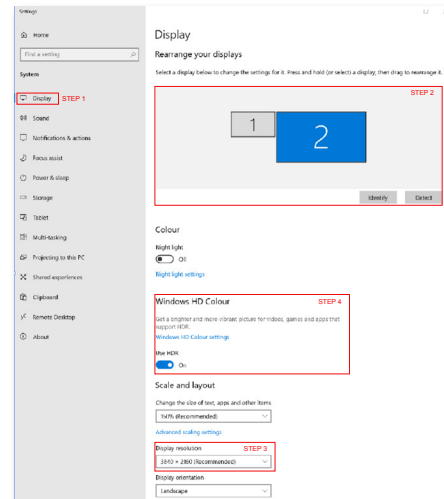 Settings
Home
Find a setting
System
Display STEP 1
Sound
Notifications & actions
Focus assist
Power & sleep
Storage
Tablet
Multi-tasking
Projecting to this PC
Shared experiences
Clipboard
Remote Desktop
About
Display
Rearrange your displays
Select a display below to change the settings for it. Press and hold (or select) a display, then drag to rearrange it.
STEP 2
1
2
Identify
Detect
Colour
Night light
Off
Night light settings
Windows HD Colour STEP 4
Get a brighter and more vibrant picture for videos, games and apps that
support HDR.
Windows HD Colour settings
Use HDR
On
Scale and layout
Change the size of text, apps and other items
150% (Recommended)
Advanced scaling settings
Display resolution STEP 3
3840 × 2160 (Recommended)
Display orientation
Landscape